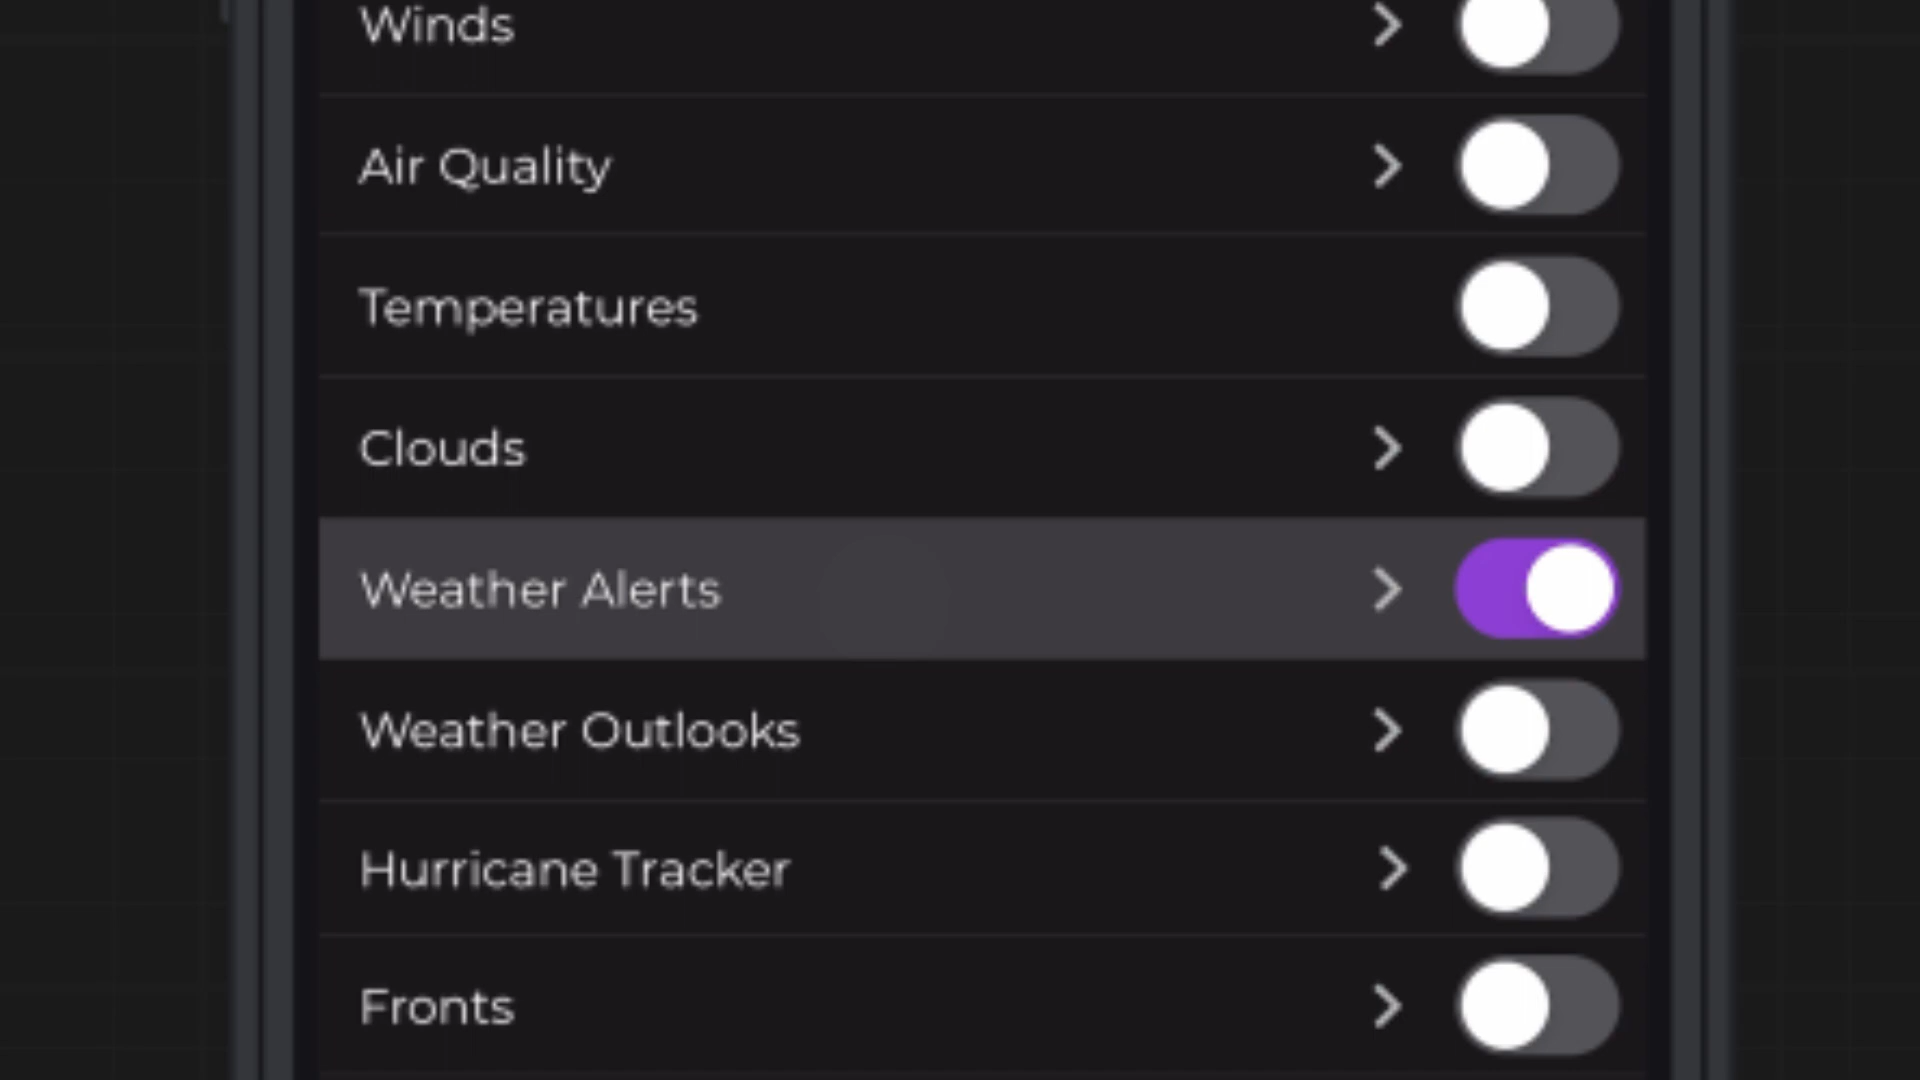 Winds
Air Quality
Temperatures
Clouds
Weather Alerts
Weather Outlooks
Hurricane Tracker
Fronts